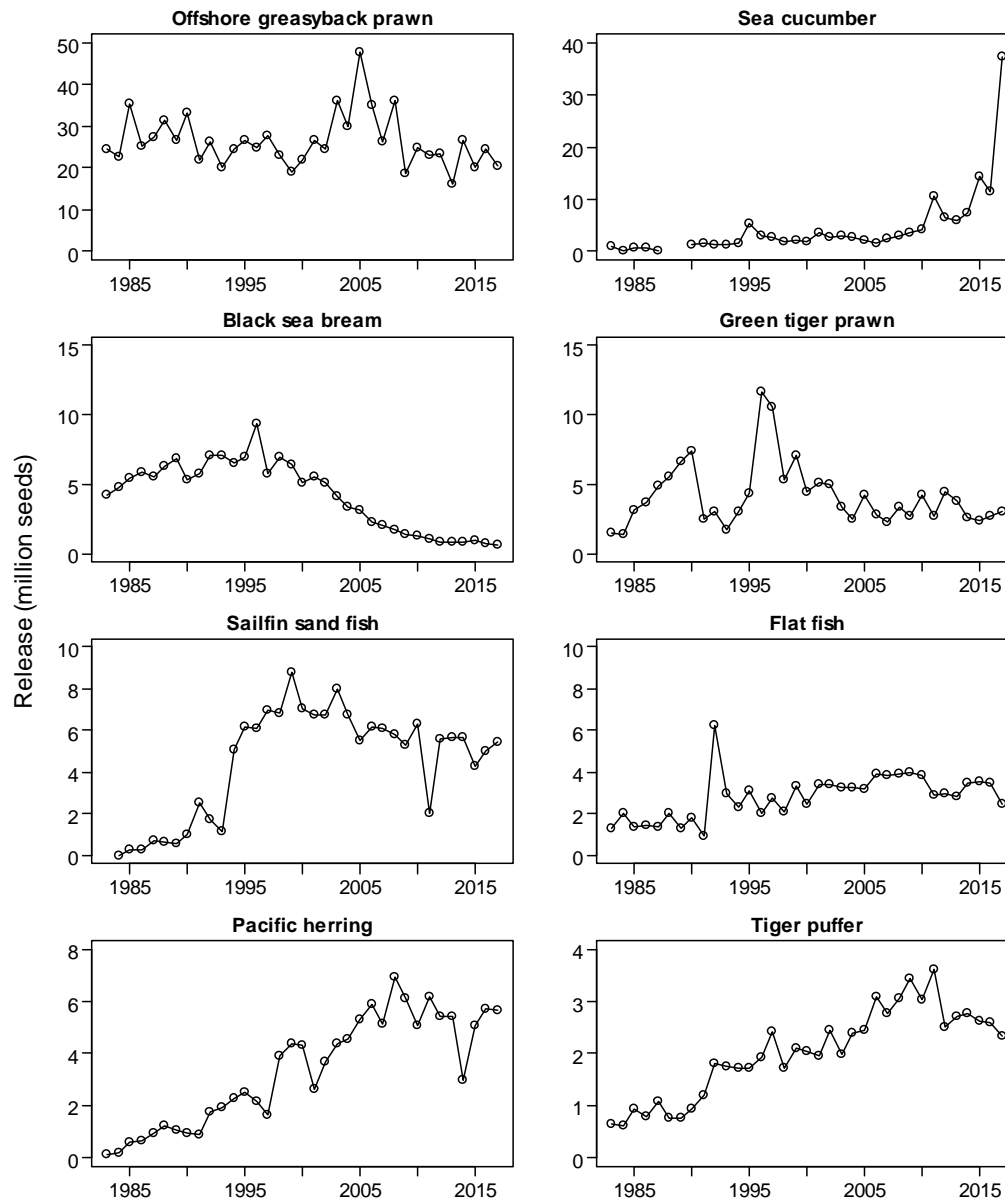 Offshore greasyback prawn
50
40
30
20
10
0
1985 1995 2005 2015
Sea cucumber
40
30
20
10
0
1985 1995 2005 2015
Release (million seeds)
Black sea bream
15
10
5
0
1985 1995 2005 2015
Green tiger prawn
15
10
5
0
1985 1995 2005 2015
Sailfin sand fish
10
8
6
4
2
0
1985 1995 2005 2015
Flat fish
10
8
6
4
2
0
1985 1995 2005 2015
Pacific herring
8
6
4
2
0
1985 1995 2005 2015
Tiger puffer
4
3
2
1
0
1985 1995 2005 2015